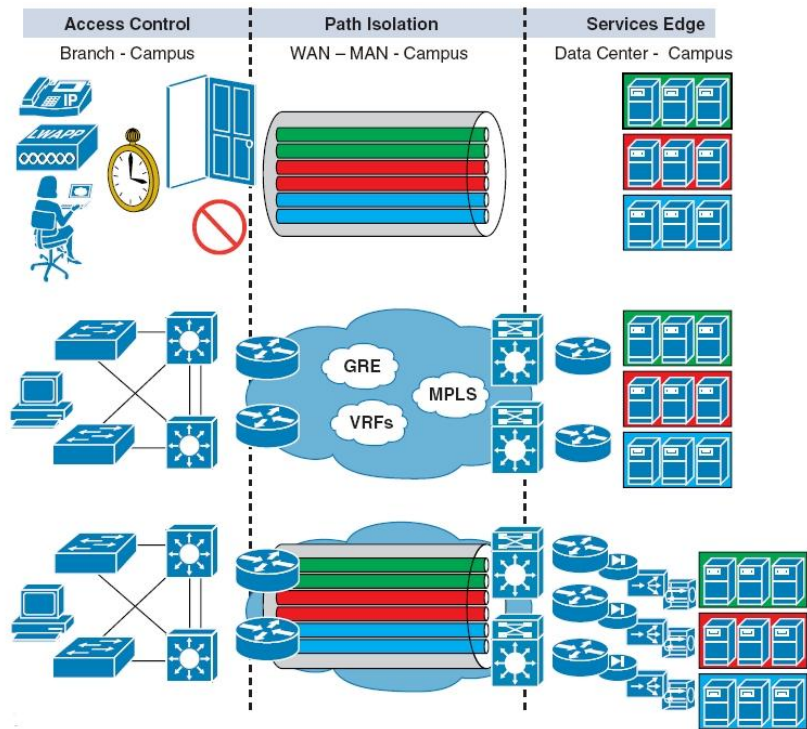 Access Control
Path Isolation
Services Edge
Branch - Campus
WAN – MAN - Campus
Data Center - Campus
IP
LWAPP
GRE
MPLS
VRFs